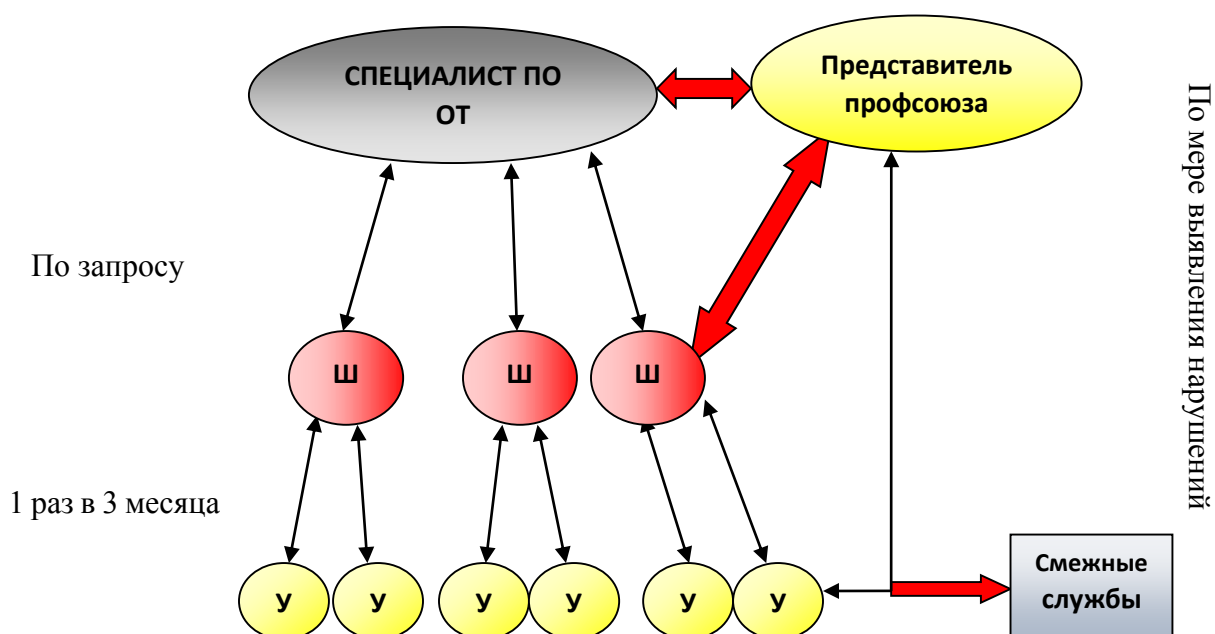 СПЕЦИАЛИСТ ПО
ОТ
Представитель
профсоюза
По мере выявления нарушений
По запросу
Ш
Ш
Ш
1 раз в 3 месяца
У
У
У
У
У
У
Смежные
службы